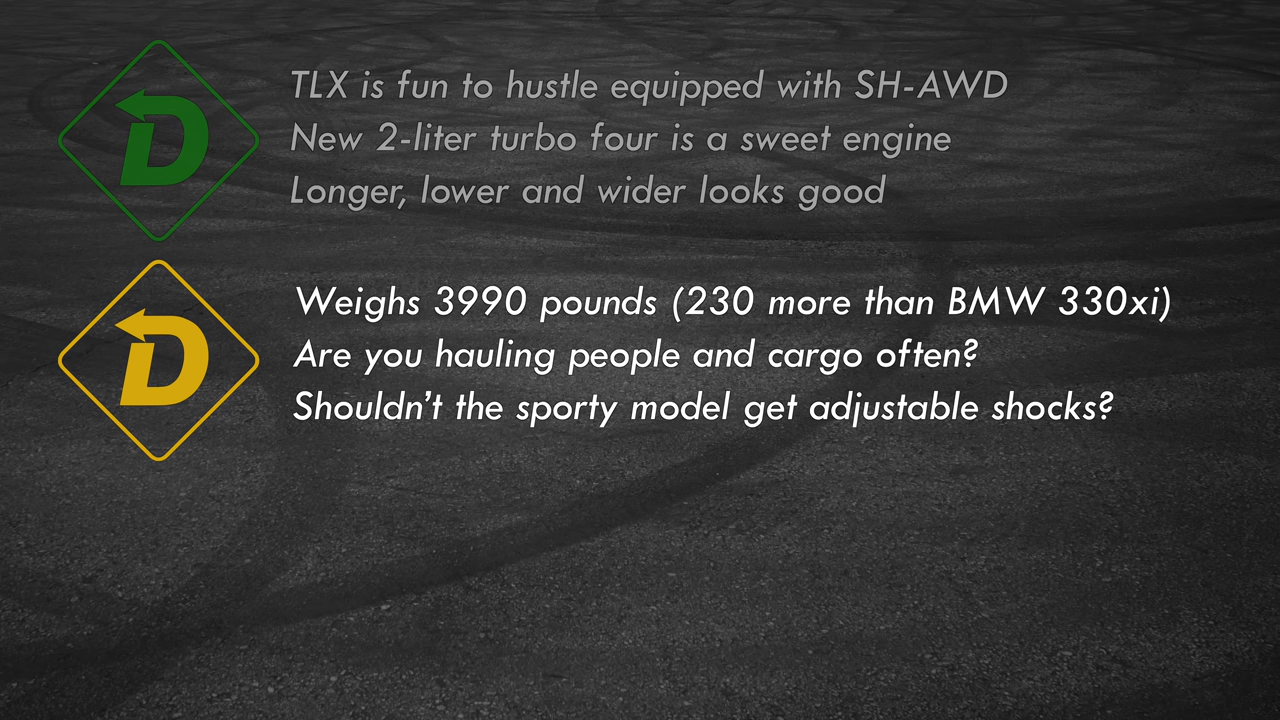 D
TLX is fun to hustle equipped with SH-AWD
New 2-liter turbo four is a sweet engine
Longer, lower and wider looks good
D
Weighs 3990 pounds (230 more than BMW 330xi)
Are you hauling people and cargo often?
Shouldn't the sporty model get adjustable shocks?